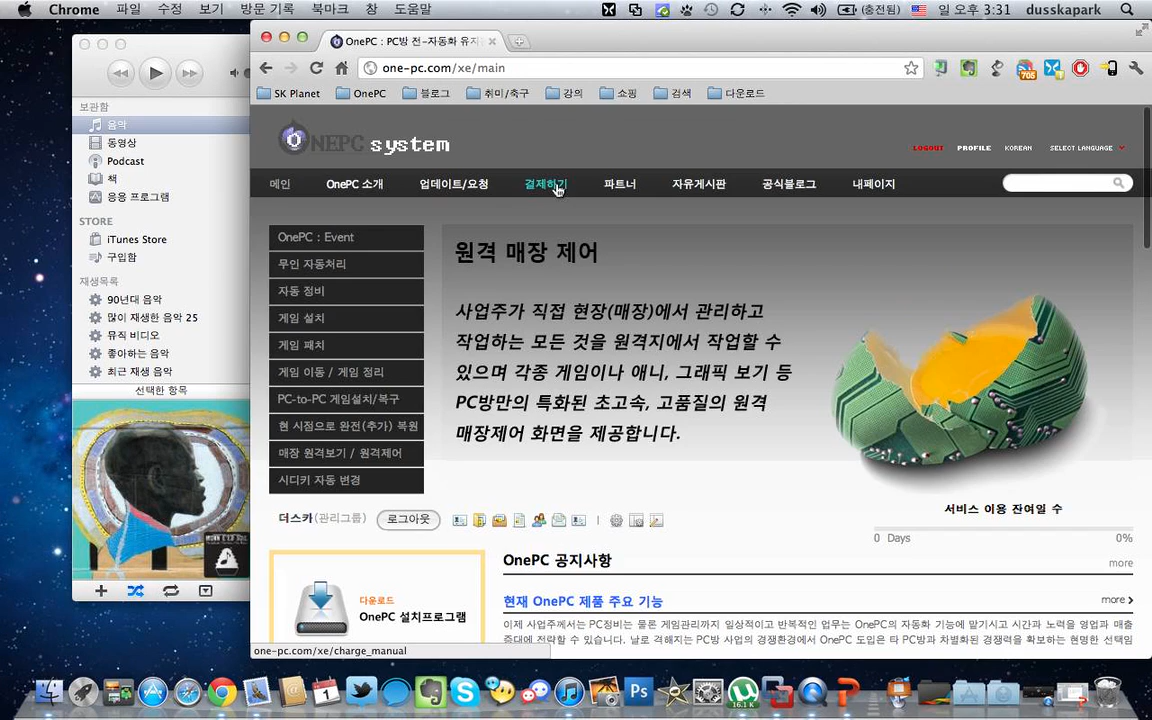 Chrome 파일 수정 보기 방문 기록 북마크 창 도움말 (충전됨) 일 오후 3:31 dusskapark
OnePC : PC방 전-자동화 유지
one-pc.com/xe/main
705
SK Planet OnePC 블로그 취미/축구 강의 쇼핑 검색 다운로드
보관함
음악
동영상
Podcast
책
응용 프로그램
STORE
iTunes Store
구입함
재생목록
90년대 음악
많이 재생한 음악 25
뮤직 비디오
좋아하는 음악
최근 재생 음악
선택한 항목
ONEPC system
LOGOUT PROFILE KOREAN SELECT LANGUAGE
메인 OnePC 소개 업데이트/요청 결제하기 파트너 자유게시판 공식블로그 내페이지
OnePC : Event
무인 자동처리
자동 정비
게임 설치
게임 패치
게임 이동 / 게임 정리
PC-to-PC 게임설치/복구
현 시점으로 완전(추가) 복원
매장 원격보기 / 원격제어
시디키 자동 변경
원격 매장 제어
사업주가 직접 현장(매장)에서 관리하고
작업하는 모든 것을 원격지에서 작업할 수
있으며 각종 게임이나 애니, 그래픽 보기 등
PC방만의 특화된 초고속, 고품질의 원격
매장제어 화면을 제공합니다.
더스카(관리그룹) 로그아웃
서비스 이용 잔여일 수
0 Days 0%
다운로드
OnePC 설치프로그램
OnePC 공지사항 more
현재 OnePC 제품 주요 기능 more
이제 사업주께서는 PC정비는 물론 게임관리까지 일상적이고 반복적인 업무는 OnePC의 자동화 기능에 맡기시고 시간과 노력을 영업과 매출
증대에 전략할 수 있습니다. 날로 격해지는 PC방 사업의 경쟁환경에서 OnePC 도입은 타 PC방과 차별화된 경쟁력을 확보하는 현명한 선택임
one-pc.com/xe/charge_manual
1
Ps
16.1 K